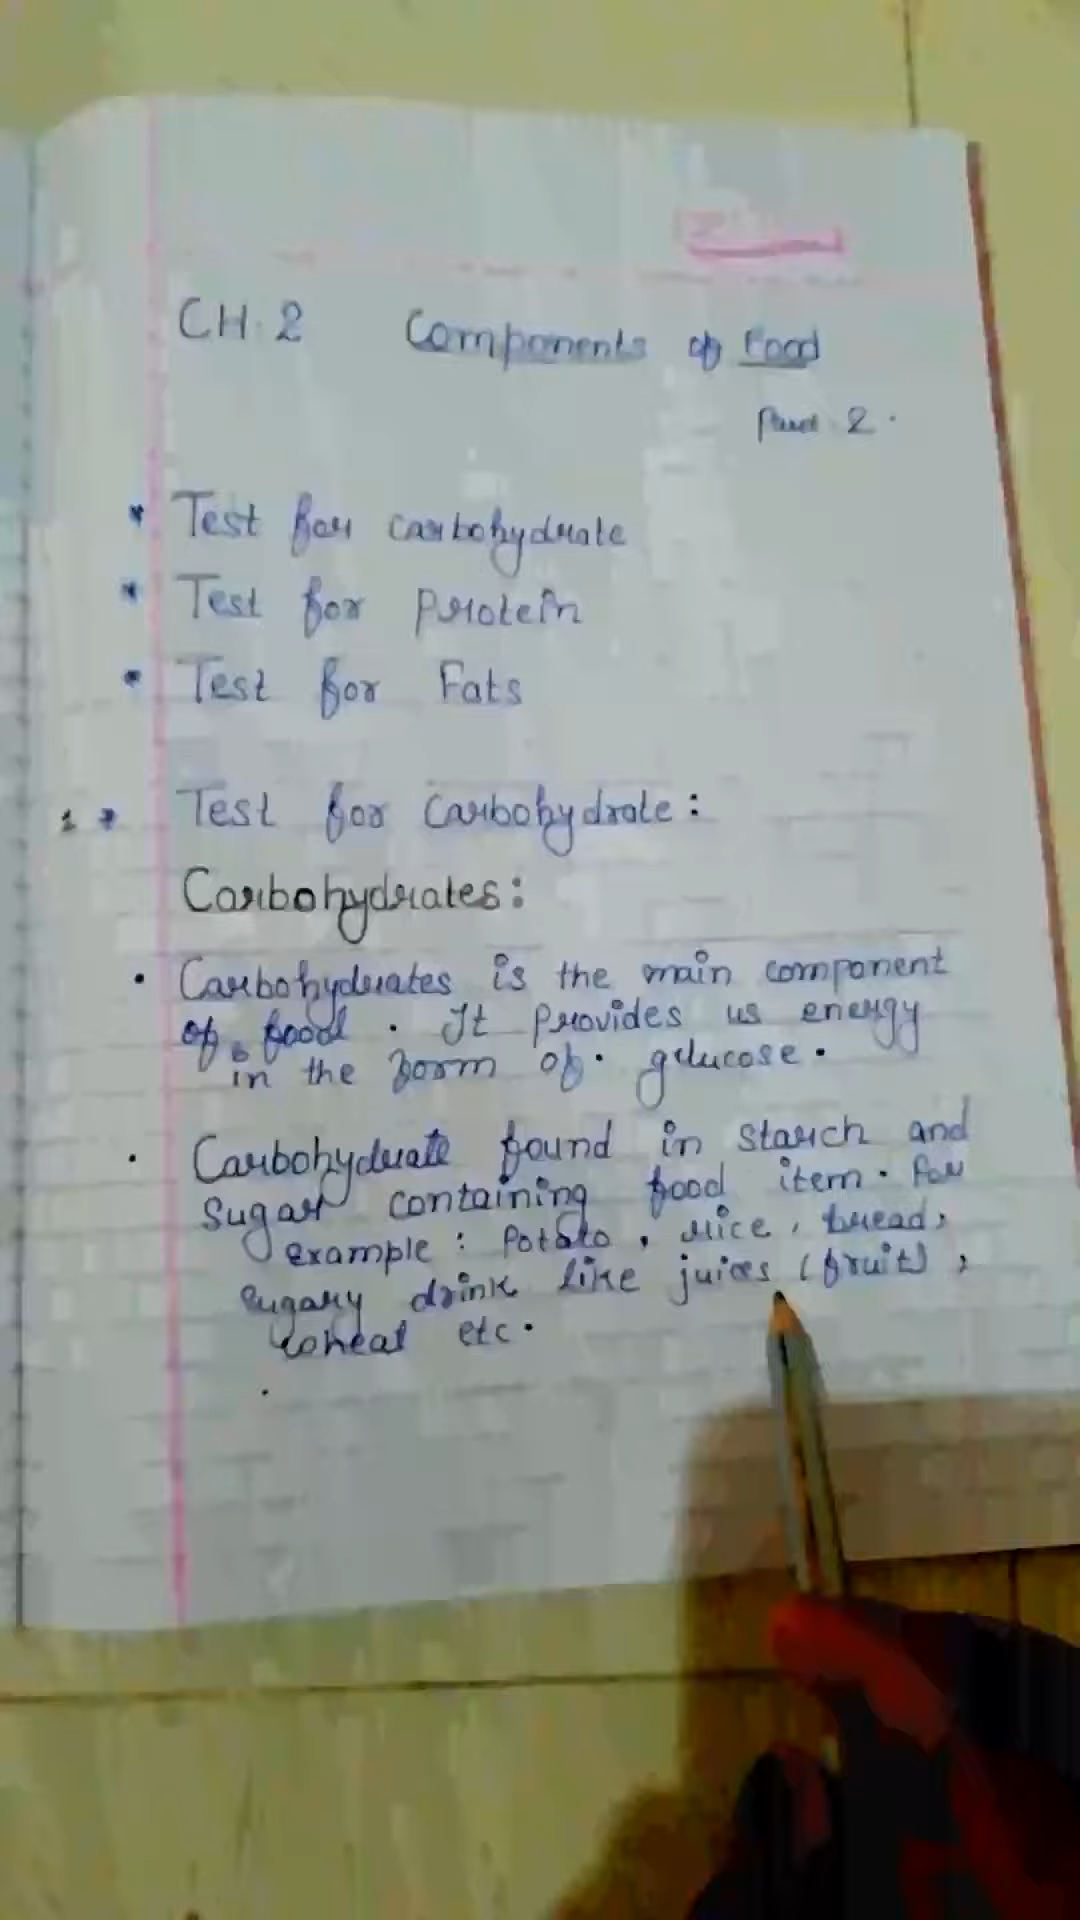 CH. 2 Components of Food
Part 2.
* Test for carbohydrate
* Test for protein
* Test for Fats
1 → Test for Carbohydrate :
Carbohydrates :
• Carbohydrates is the main component
of food . It provides us energy
in the form of . glucose .
• Carbohydrate found in starch and
Sugar containing food item . For
example : Potato , rice , bread ,
sugary drink like juices (fruit) ,
wheat etc .